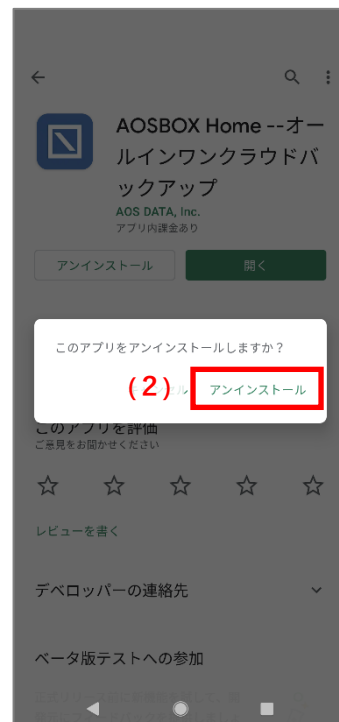 AOSBOX Home --オー
ルインワンクラウドバ
ックアップ
AOS DATA, Inc.
アプリ内課金あり
アンインストール
開く
このアプリをアンインストールしますか？
(2)
アンインストール
このアプリを評価
ご意見をお聞かせください
レビューを書く
デベロッパーの連絡先
ベータ版テストへの参加